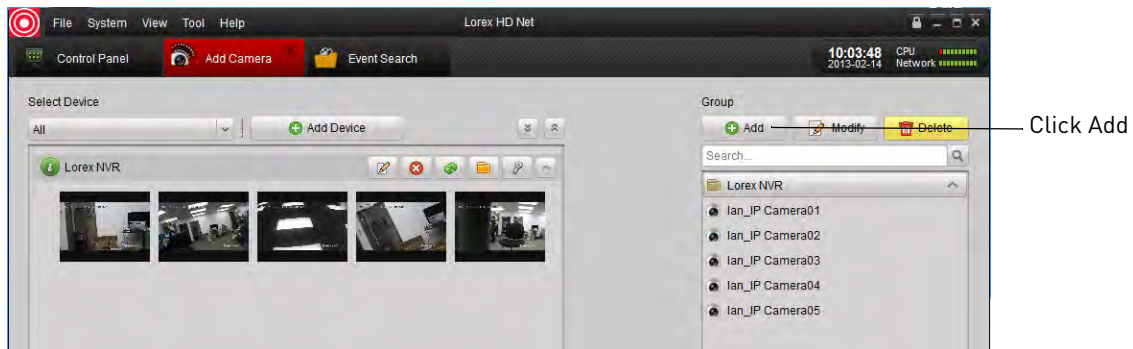 File System View Tool Help Lorex HD Net
Control Panel Add Camera Event Search 10:03:48 CPU
2013-02-14 Network
Select Device Group
All Add Device Add Modify Delete Click Add
Search...
Lorex NVR Lorex NVR
Ian_IP Camera01
Ian_IP Camera02
Ian_IP Camera03
Ian_IP Camera04
Ian_IP Camera05